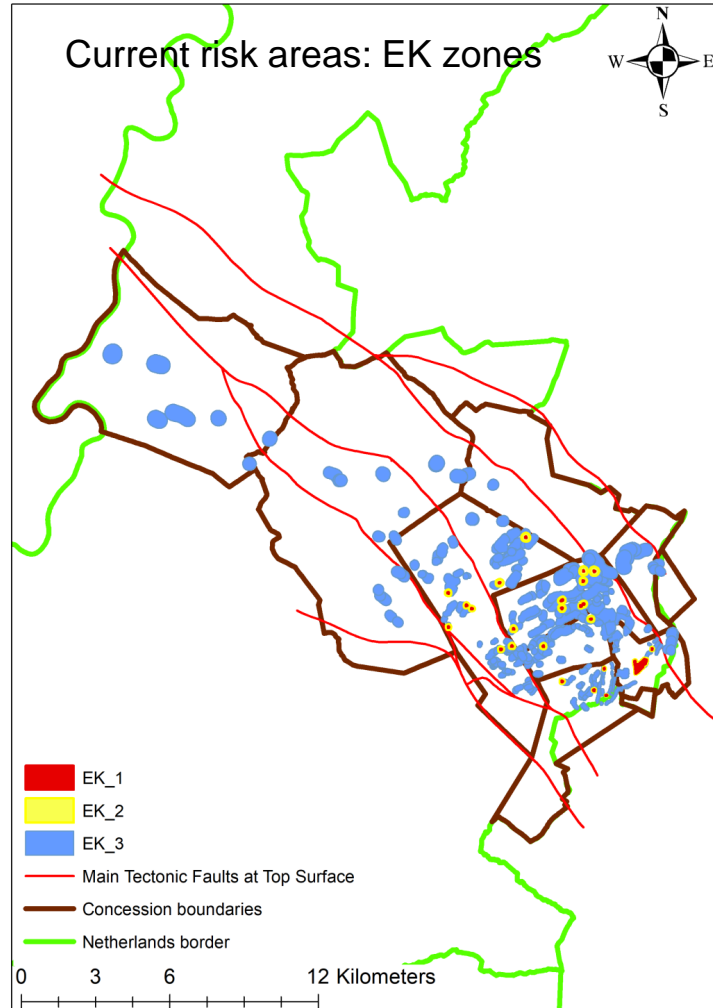 Current risk areas: EK zones
N
W E
S
EK_1
EK_2
EK_3
Main Tectonic Faults at Top Surface
Concession boundaries
Netherlands border
0 3 6 12 Kilometers